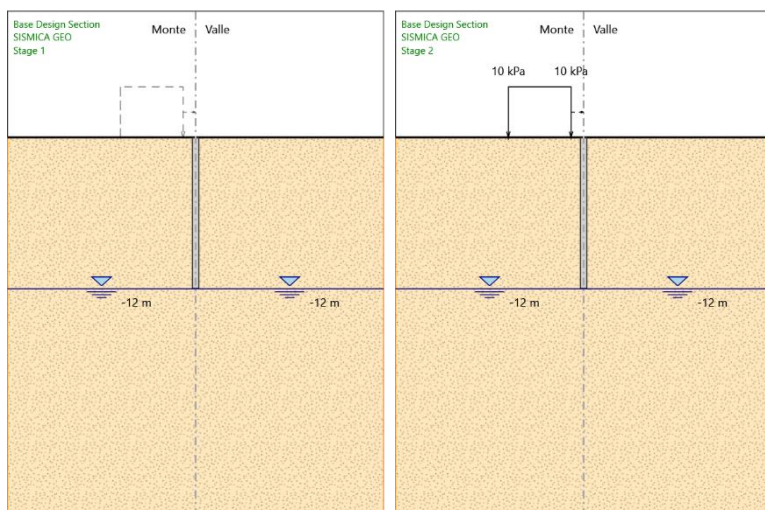 Base Design Section
SISMICA GEO
Stage 1
Monte Valle
-12 m -12 m
Base Design Section
SISMICA GEO
Stage 2
Monte Valle
10 kPa 10 kPa
-12 m -12 m